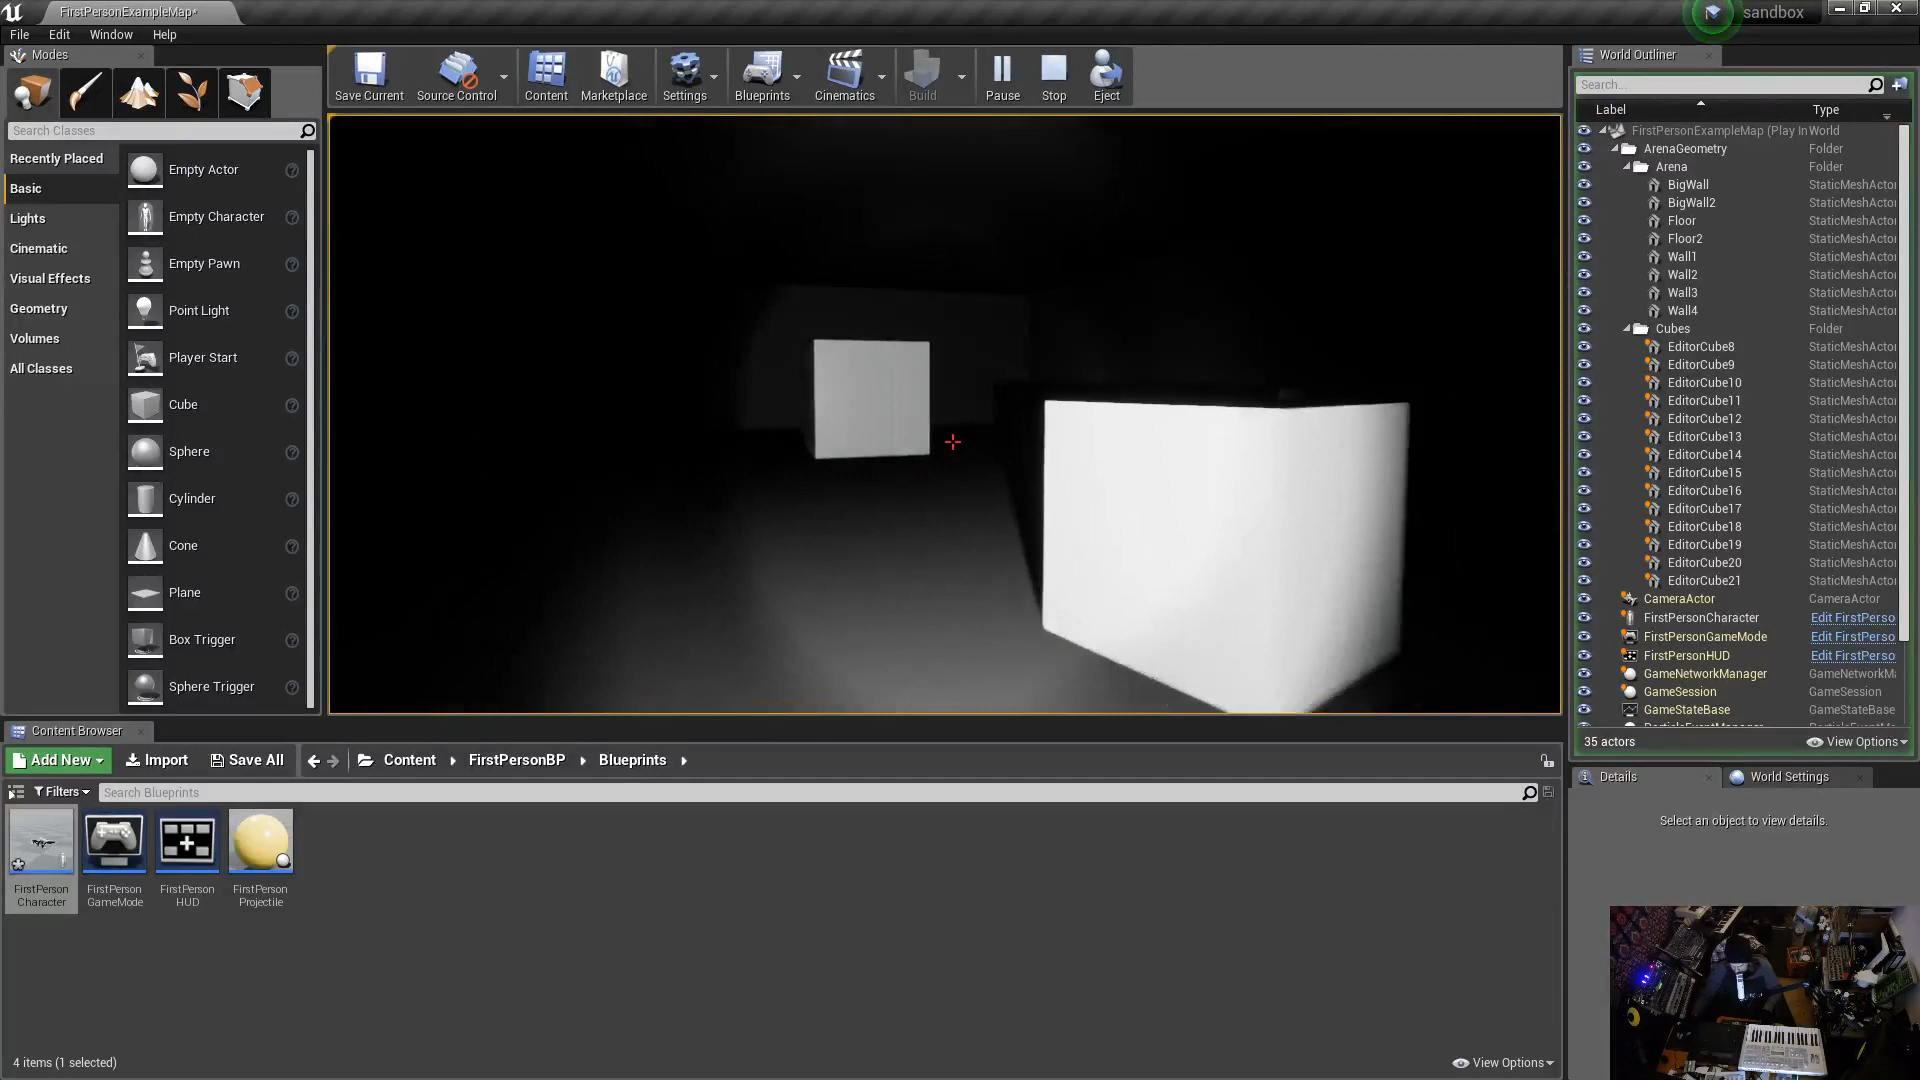 FirstPersonExampleMap*
sandbox
File Edit Window Help
Modes
World Outliner
Save Current
Source Control
Content
Marketplace
Settings
Blueprints
Cinematics
Build
Pause
Stop
Eject
Search...
Label Type
Search Classes
Recently Placed
Basic
Lights
Cinematic
Visual Effects
Geometry
Volumes
All Classes
Empty Actor
Empty Character
Empty Pawn
Point Light
Player Start
Cube
Sphere
Cylinder
Cone
Plane
Box Trigger
Sphere Trigger
FirstPersonExampleMap (Play In World
ArenaGeometry Folder
Arena Folder
BigWall StaticMeshActor
BigWall2 StaticMeshActor
Floor StaticMeshActor
Floor2 StaticMeshActor
Wall1 StaticMeshActor
Wall2 StaticMeshActor
Wall3 StaticMeshActor
Wall4 StaticMeshActor
Cubes Folder
EditorCube8 StaticMeshActor
EditorCube9 StaticMeshActor
EditorCube10 StaticMeshActor
EditorCube11 StaticMeshActor
EditorCube12 StaticMeshActor
EditorCube13 StaticMeshActor
EditorCube14 StaticMeshActor
EditorCube15 StaticMeshActor
EditorCube16 StaticMeshActor
EditorCube17 StaticMeshActor
EditorCube18 StaticMeshActor
EditorCube19 StaticMeshActor
EditorCube20 StaticMeshActor
EditorCube21 StaticMeshActor
CameraActor CameraActor
FirstPersonCharacter Edit FirstPerso
FirstPersonGameMode Edit FirstPerso
FirstPersonHUD Edit FirstPerso
GameNetworkManager GameNetworkMa
GameSession GameSession
GameStateBase GameStateBase
35 actors View Options
Details
World Settings
Select an object to view details.
Content Browser
Add New Import Save All Content FirstPersonBP Blueprints
Filters Search Blueprints
FirstPerson
Character
FirstPerson
GameMode
FirstPerson
HUD
FirstPerson
Projectile
4 items (1 selected)
View Options